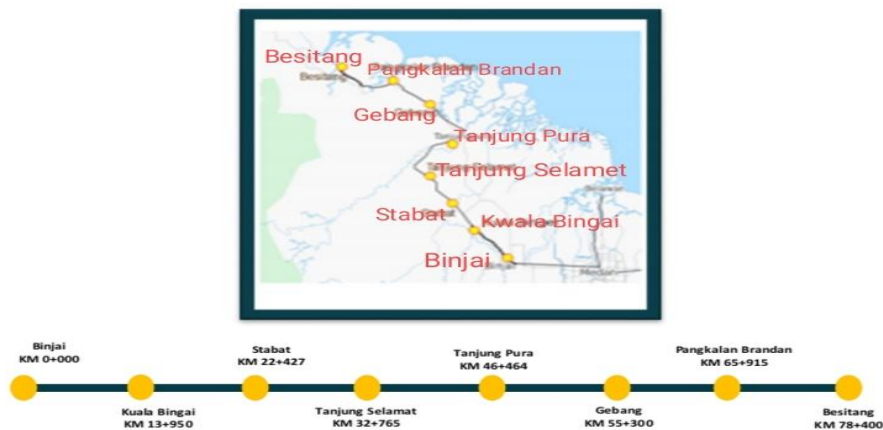 Besitang
Besitang
Pangkalan Brandan
Gebang
Tanjung Pura
Tanjung Selamet
Stabat
Kwala Bingai
Binjai
Medan
Binjai
KM 0+000
Kuala Bingai
KM 13+950
Stabat
KM 22+427
Tanjung Selamat
KM 32+765
Tanjung Pura
KM 46+464
Gebang
KM 55+300
Pangkalan Brandan
KM 65+915
Besitang
KM 78+400